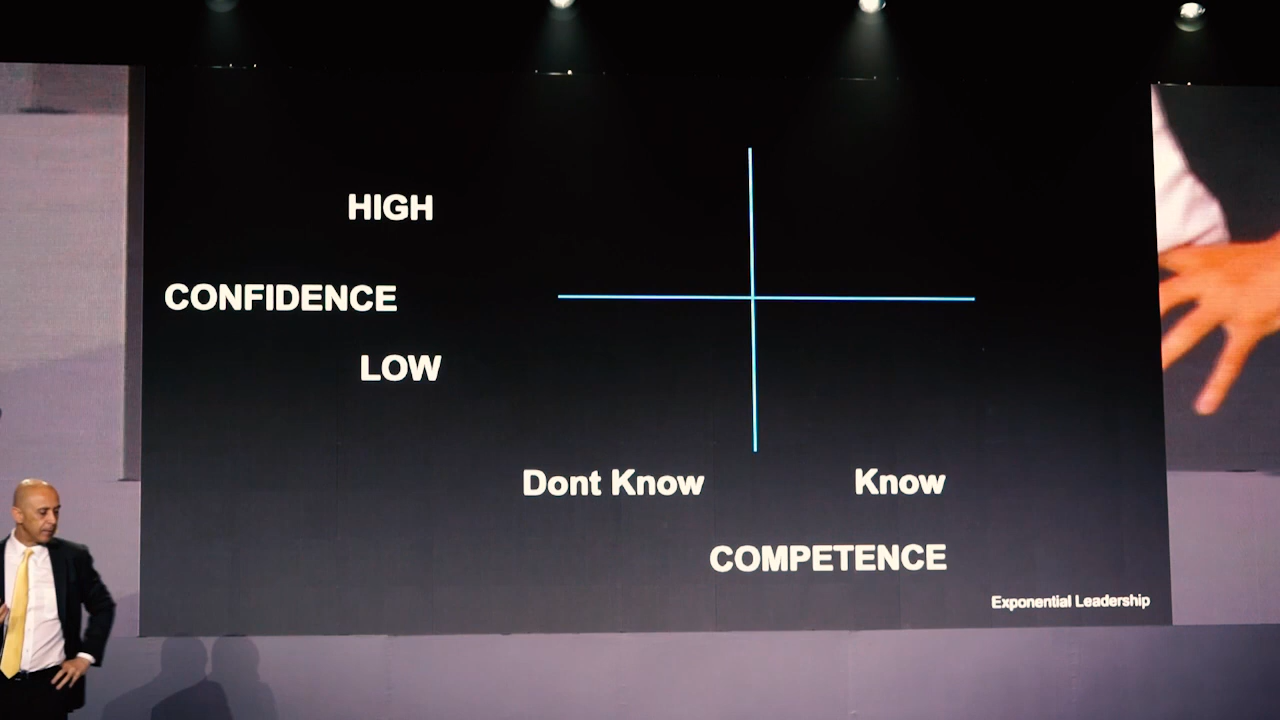 HIGH
CONFIDENCE
LOW
Dont Know Know
COMPETENCE
Exponential Leadership